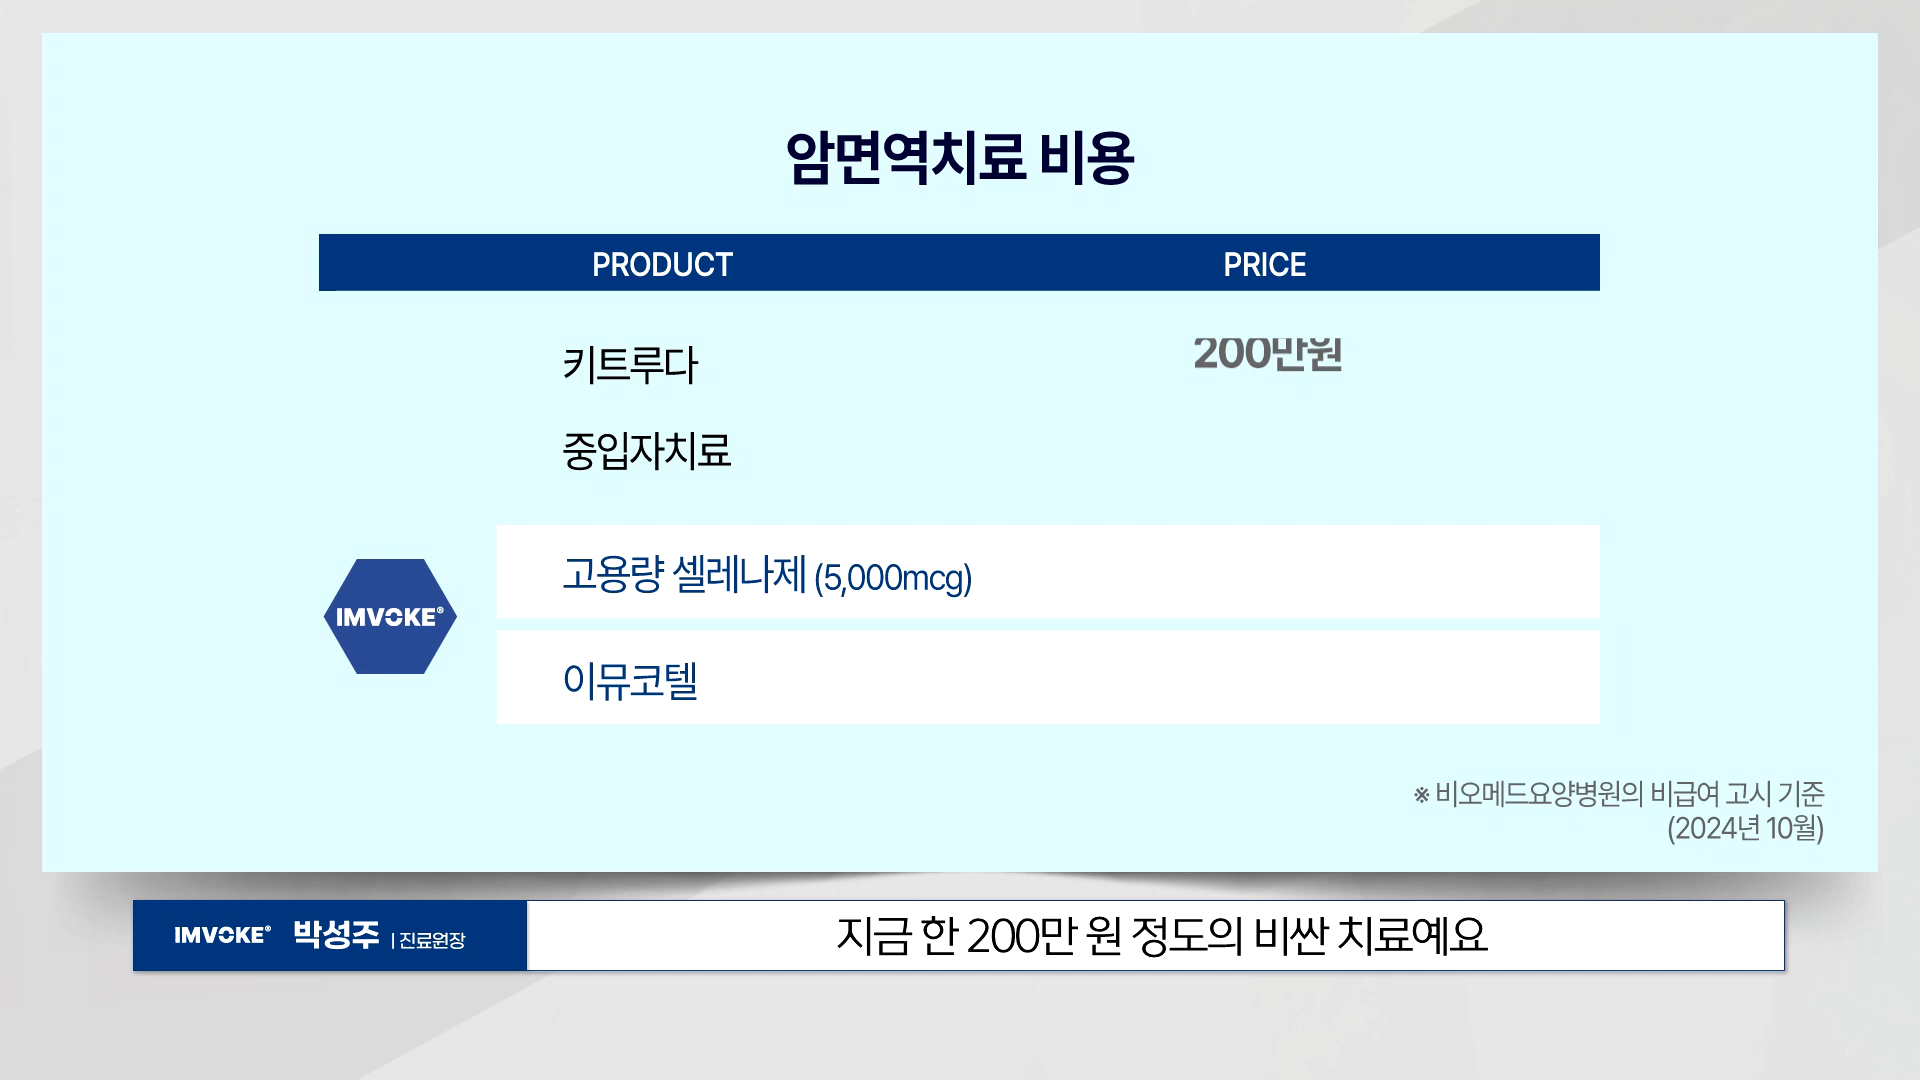 암면역치료 비용
PRODUCT PRICE
키트루다 200만원
중입자치료
고용량 셀레나제 (5,000mcg)
IMVOKE®
이뮤코텔
※ 비오메드요양병원의 비급여 고시 기준
(2024년 10월)
IMVOKE® 박성주 | 진료원장
지금 한 200만 원 정도의 비싼 치료예요